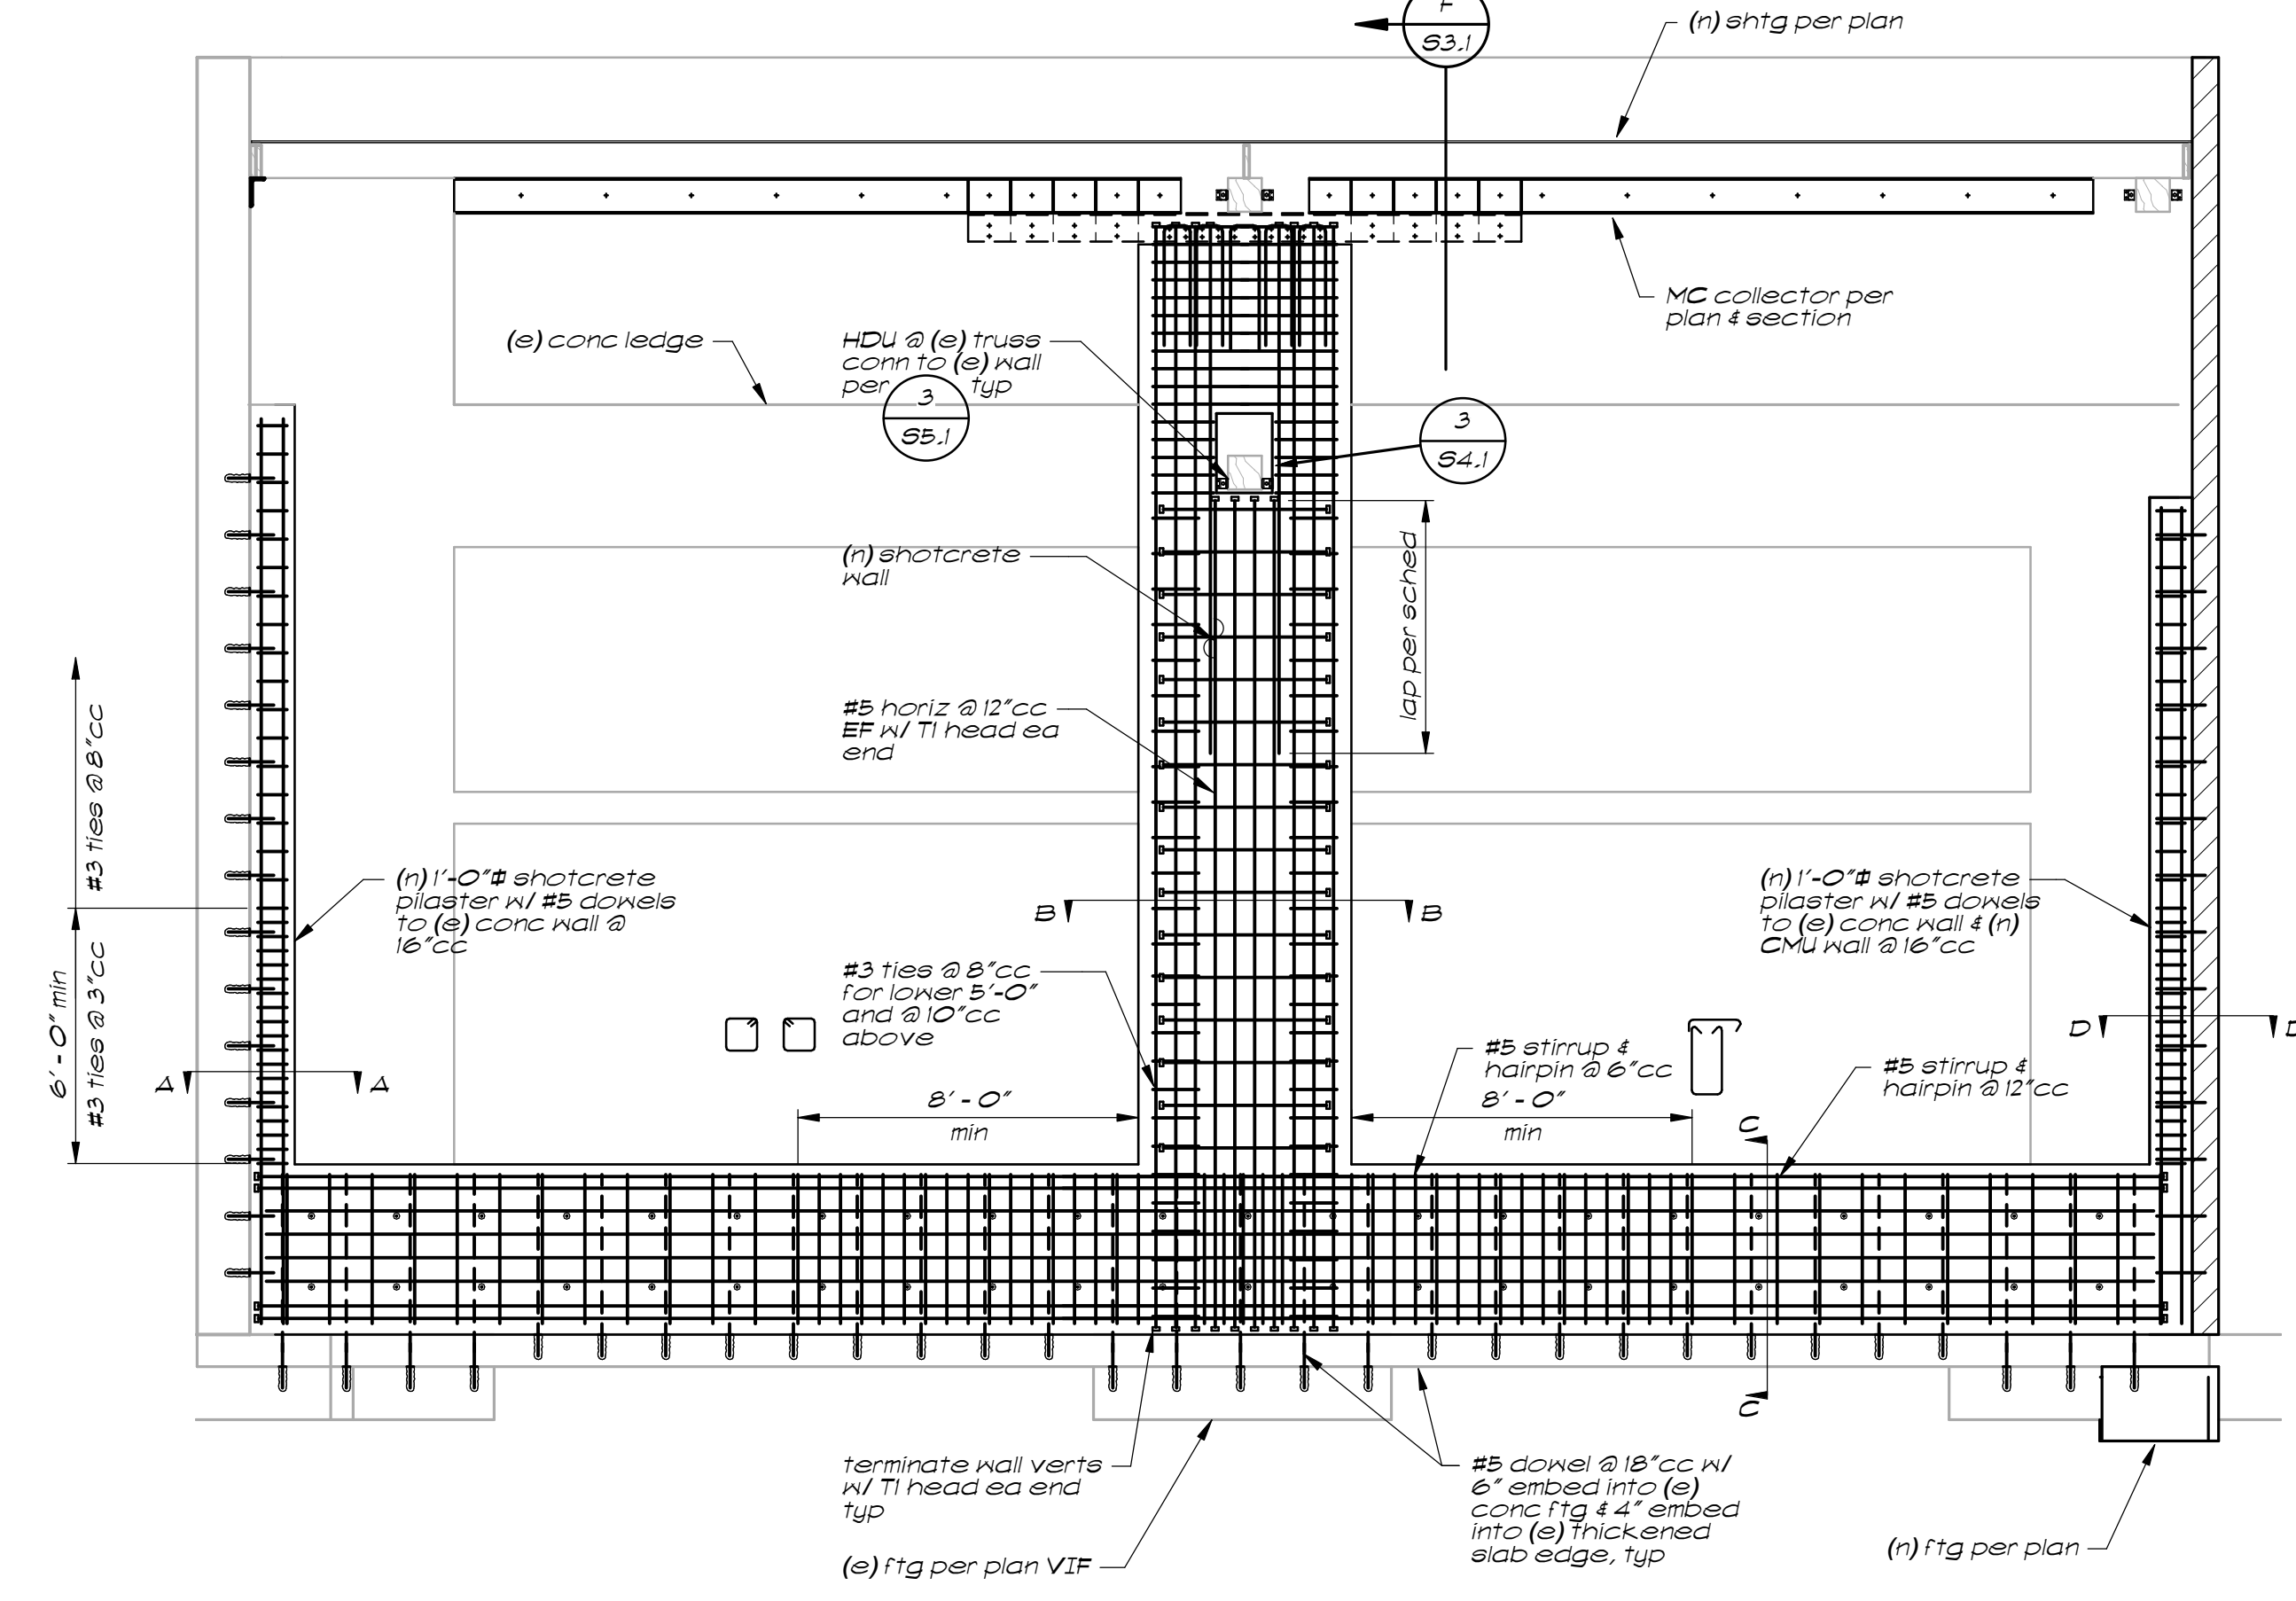 F
S3.1
(n) shtg per plan
MC collector per
plan & section
(e) conc ledge
HDU @ (e) truss
conn to (e) wall
per typ
3
S5.1
3
S4.1
(n) shotcrete
wall
lap per sched
#5 horiz @ 12"cc
EF w/ T1 head ea
end
#3 ties @ 8"cc
6'-0" min
#3 ties @ 3"cc
(n) 1'-0"⌀ shotcrete
pilaster w/ #5 dowels
to (e) conc wall @
16"cc
(n) 1'-0"⌀ shotcrete
pilaster w/ #5 dowels
to (e) conc wall & (n)
CMU wall @ 16"cc
B
B
#3 ties @ 8"cc
for lower 5'-0"
and @ 10"cc
above
A
A
D
D
#5 stirrup &
hairpin @ 6"cc
#5 stirrup &
hairpin @ 12"cc
8'-0"
min
8'-0"
min
C
C
terminate wall verts
w/ T1 head ea end
typ
(e) ftg per plan VIF
#5 dowel @ 18"cc w/
6" embed into (e)
conc ftg & 4" embed
into (e) thickened
slab edge, typ
(n) ftg per plan